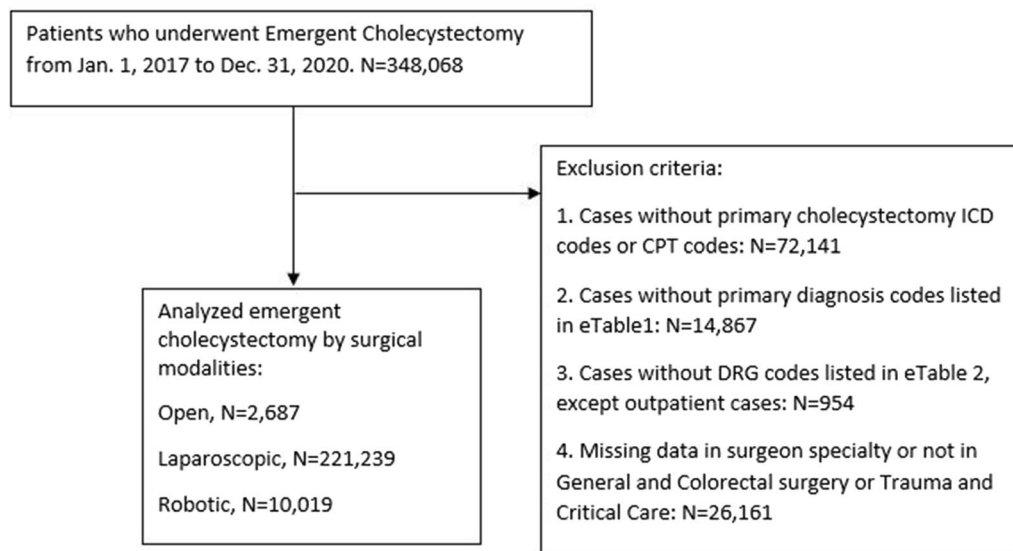 Patients who underwent Emergent Cholecystectomy
from Jan. 1, 2017 to Dec. 31, 2020. N=348,068
Exclusion criteria:
1. Cases without primary cholecystectomy ICD
codes or CPT codes: N=72,141
2. Cases without primary diagnosis codes listed
in eTable1: N=14,867
3. Cases without DRG codes listed in eTable 2,
except outpatient cases: N=954
4. Missing data in surgeon specialty or not in
General and Colorectal surgery or Trauma and
Critical Care: N=26,161
Analyzed emergent
cholecystectomy by surgical
modalities:
Open, N=2,687
Laparoscopic, N=221,239
Robotic, N=10,019